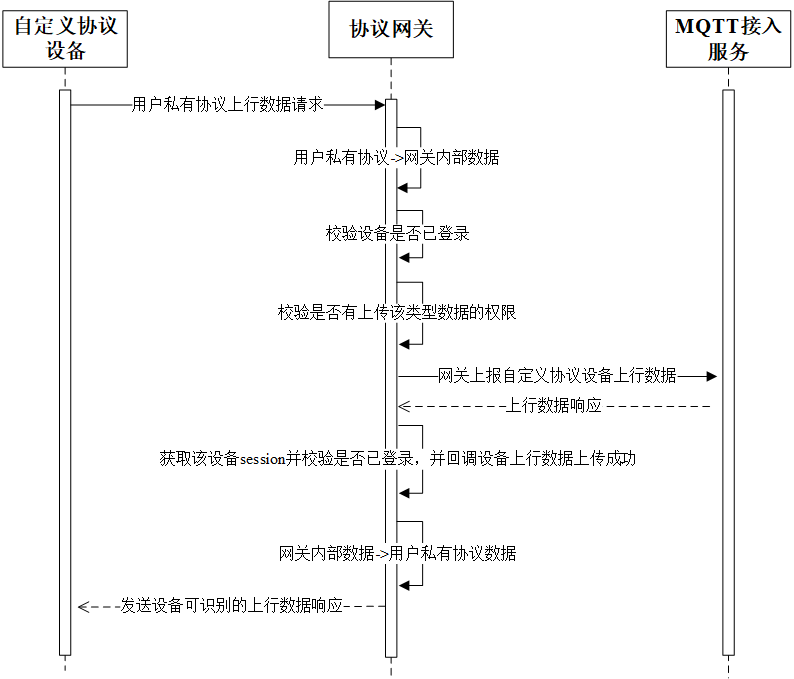 自定义协议
设备
协议网关
MQTT接入
服务
用户私有协议上行数据请求
用户私有协议->网关内部数据
校验设备是否已登录
校验是否有上传该类型数据的权限
网关上报自定义协议设备上行数据
上行数据响应
获取该设备session并校验是否已登录，并回调设备上行数据上传成功
网关内部数据->用户私有协议数据
发送设备可识别的上行数据响应